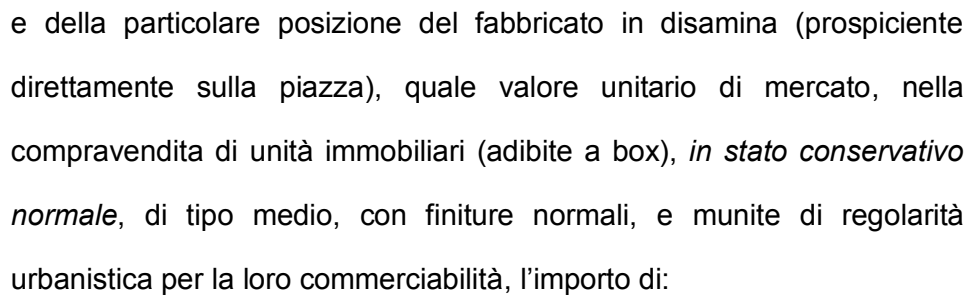 e della particolare posizione del fabbricato in disamina (prospiciente
direttamente sulla piazza), quale valore unitario di mercato, nella
compravendita di unità immobiliari (adibite a box), in stato conservativo
normale, di tipo medio, con finiture normali, e munite di regolarità
urbanistica per la loro commerciabilità, l’importo di: